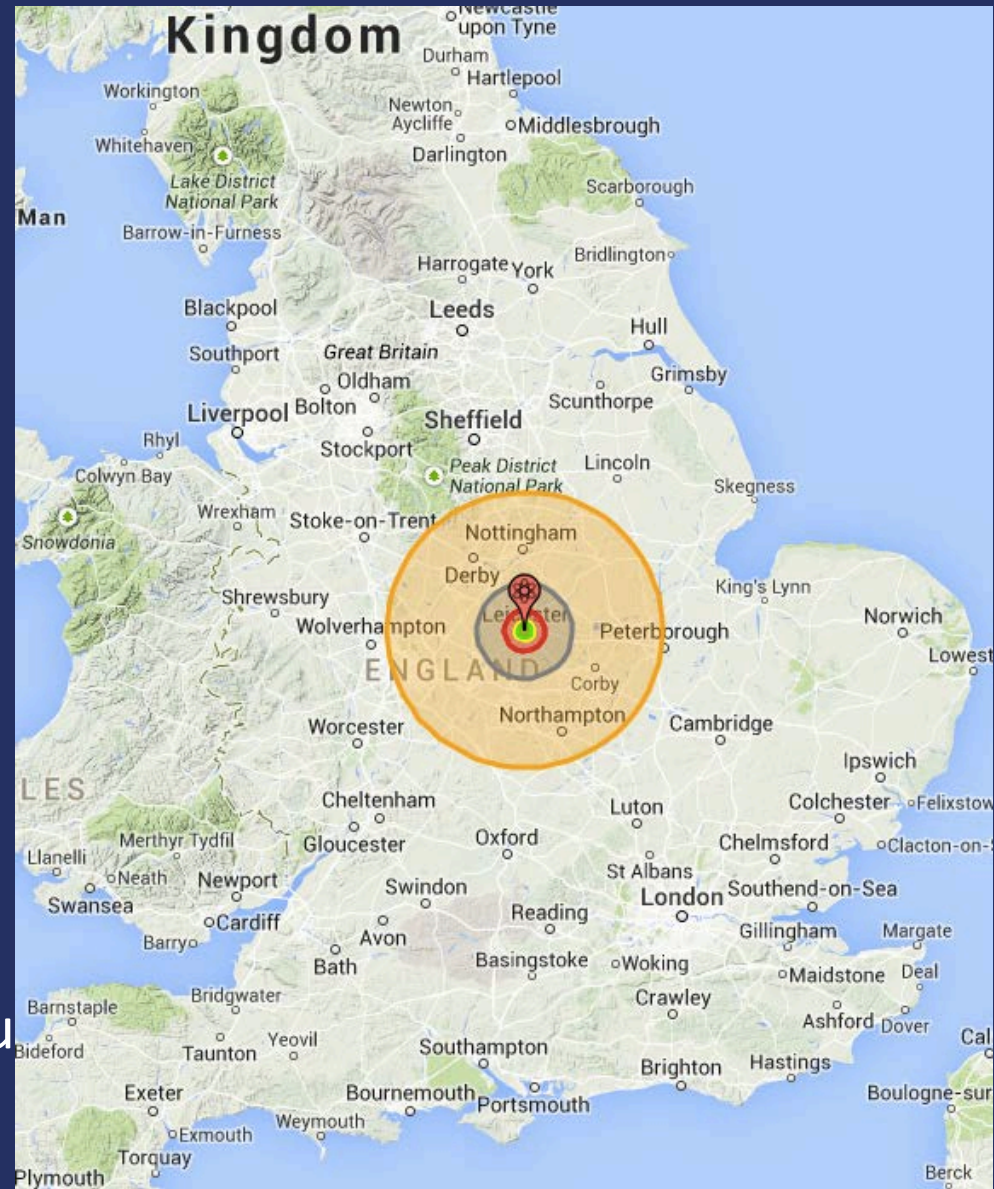 Kingdom
Newcastle
upon Tyne
Durham
Hartlepool
Workington
Newton
Aycliffe
Middlesbrough
Whitehaven
Darlington
Lake District
National Park
Scarborough
Man
Barrow-in-Furness
Bridlington
Harrogate
York
Blackpool
Leeds
Hull
Southport
Great Britain
Grimsby
Oldham
Scunthorpe
Liverpool
Bolton
Sheffield
Rhyl
Stockport
Peak District
National Park
Lincoln
Colwyn Bay
Skegness
Wrexham
Stoke-on-Trent
Snowdonia
Nottingham
Derby
King's Lynn
Shrewsbury
Leicester
Norwich
Wolverhampton
Peterborough
Lowest
ENGLAND
Corby
Worcester
Northampton
Cambridge
Ipswich
LES
Cheltenham
Luton
Colchester
Felixstow
Merthyr Tydfil
Gloucester
Oxford
Chelmsford
Clacton-on-S
Llanelli
Neath
Newport
Swindon
St Albans
Swansea
London
Southend-on-Sea
Cardiff
Reading
Gillingham
Margate
Barry
Avon
Bath
Basingstoke
Woking
Maidstone
Deal
Barnstaple
Bridgwater
Crawley
Ashford
Dover
u
Bideford
Taunton
Yeovil
Southampton
Cal
Brighton
Hastings
Exeter
Bournemouth
Portsmouth
Boulogne-sur
Weymouth
Exmouth
Torquay
Plymouth
Berck